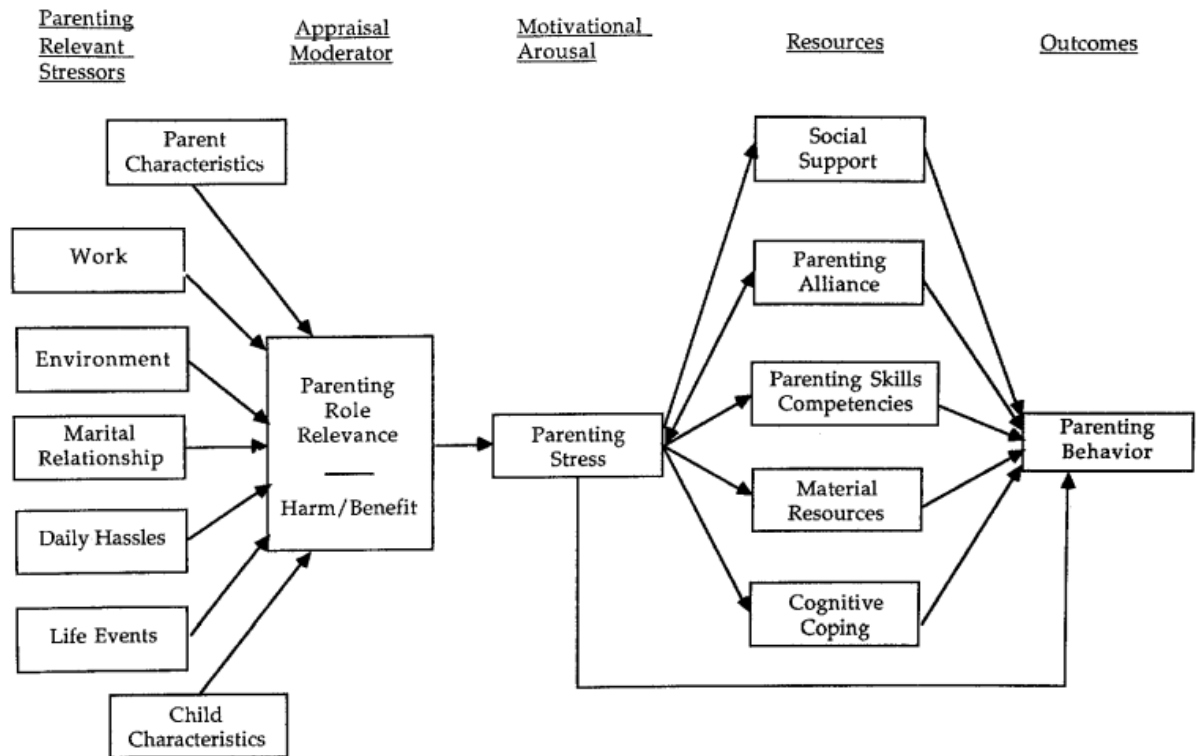 Parenting
Relevant
Stressors
Appraisal
Moderator
Motivational
Arousal
Resources
Outcomes
Parent
Characteristics
Work
Environment
Marital
Relationship
Daily Hassles
Life Events
Child
Characteristics
Parenting
Role
Relevance
Harm/Benefit
Parenting
Stress
Social
Support
Parenting
Alliance
Parenting Skills
Competencies
Material
Resources
Cognitive
Coping
Parenting
Behavior